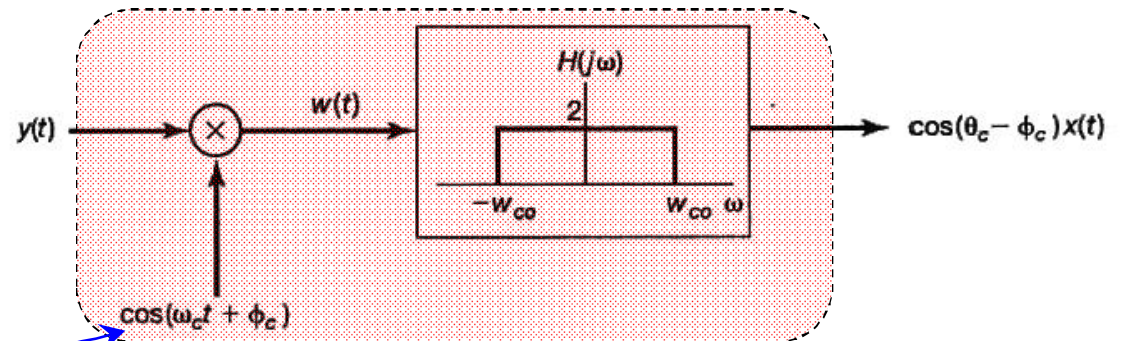 H(jω)
2
w(t)
y(t)
×
cos(θc − ϕc)x(t)
−wco
wco ω
cos(ωct + ϕc)